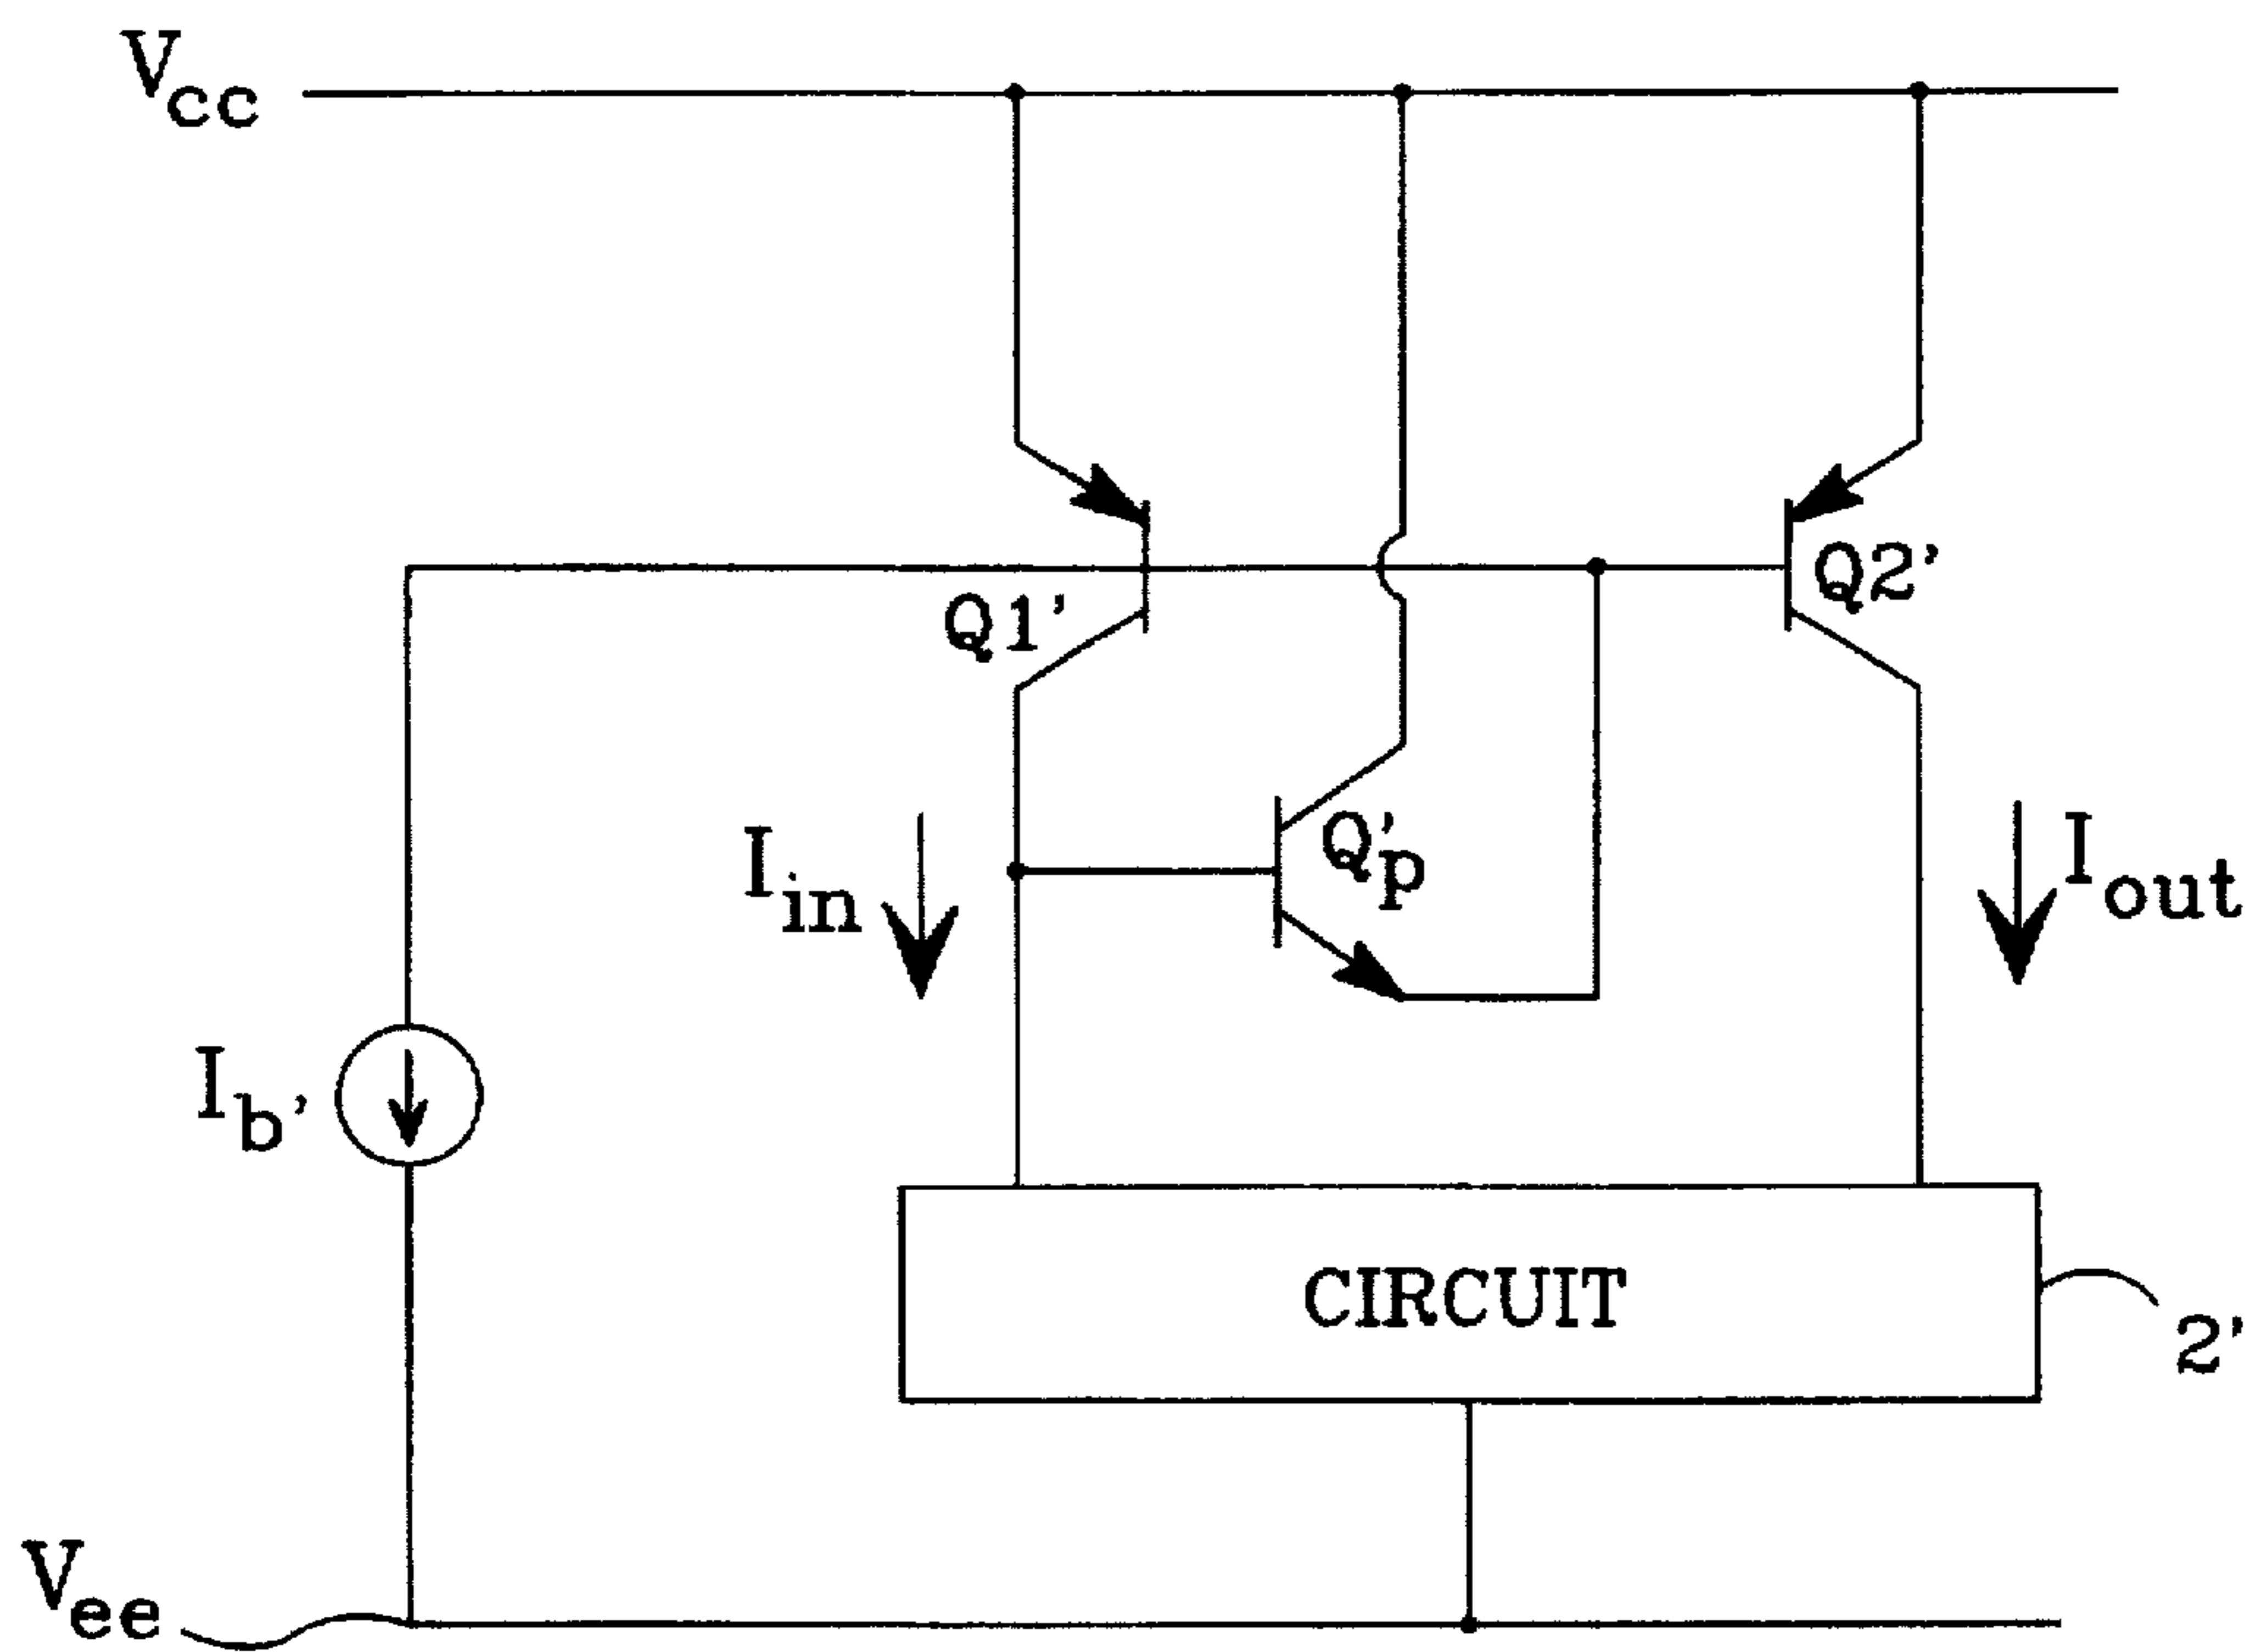 Vcc
Q1'
Q2'
Q'p
Iin
Iout
Ib'
CIRCUIT
2'
Vee